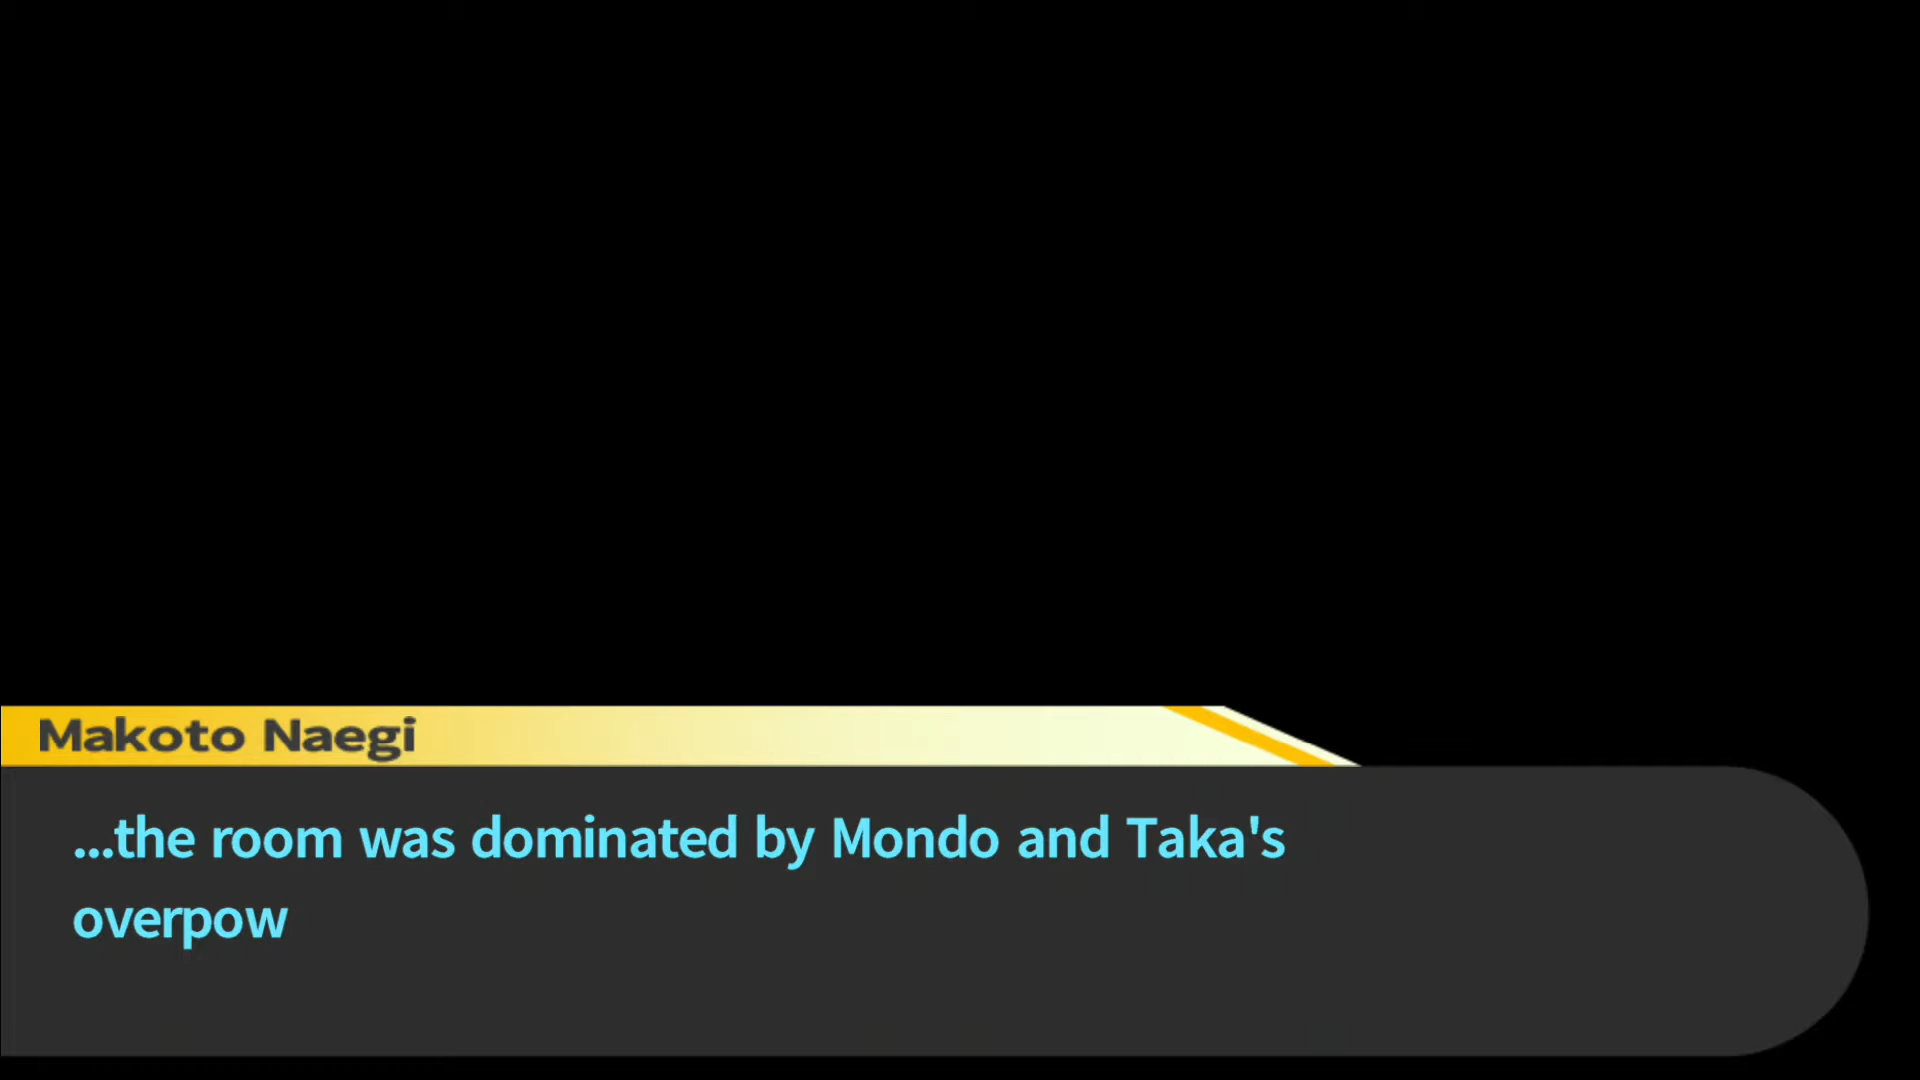 Makoto Naegi
...the room was dominated by Mondo and Taka's
overpow